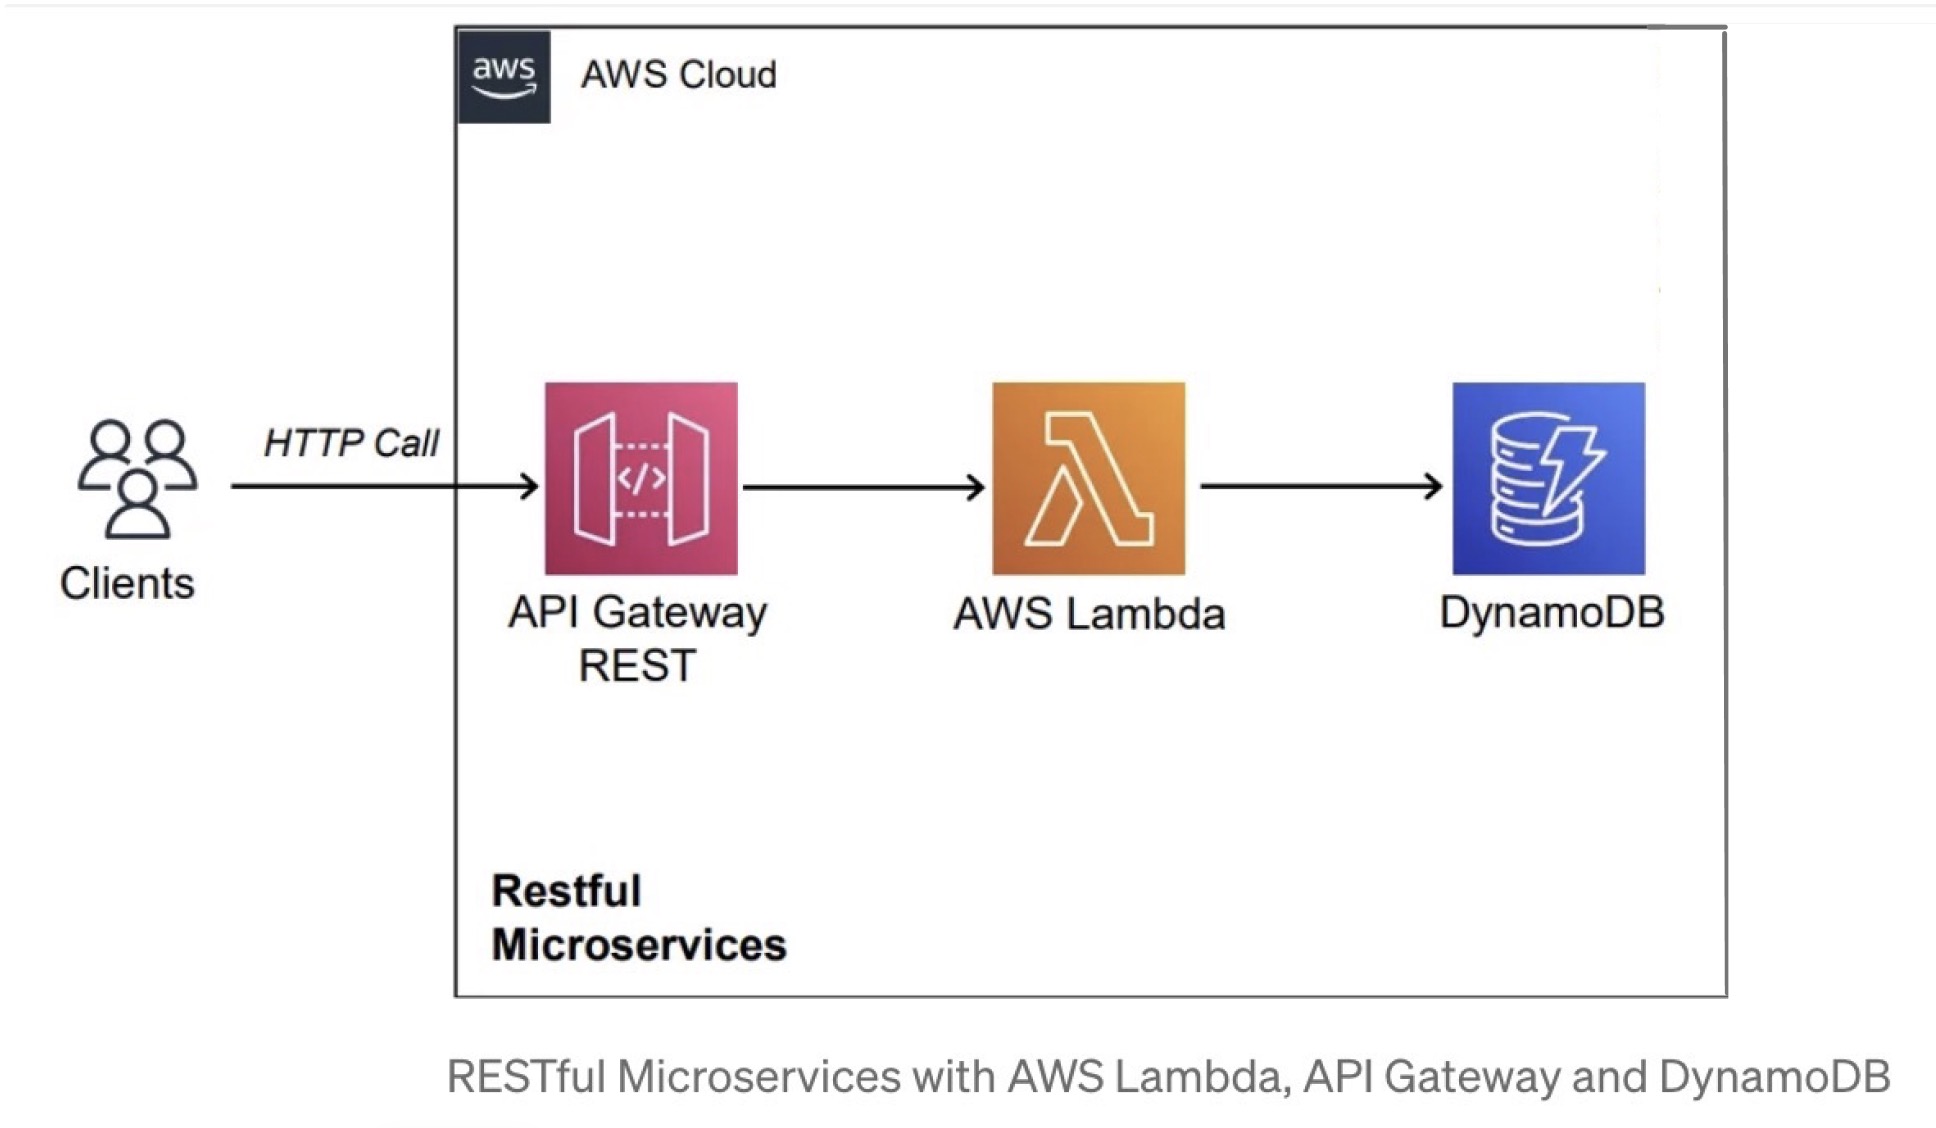 aws
AWS Cloud
HTTP Call
</>
Clients
API Gateway
REST
AWS Lambda
DynamoDB
Restful
Microservices
RESTful Microservices with AWS Lambda, API Gateway and DynamoDB